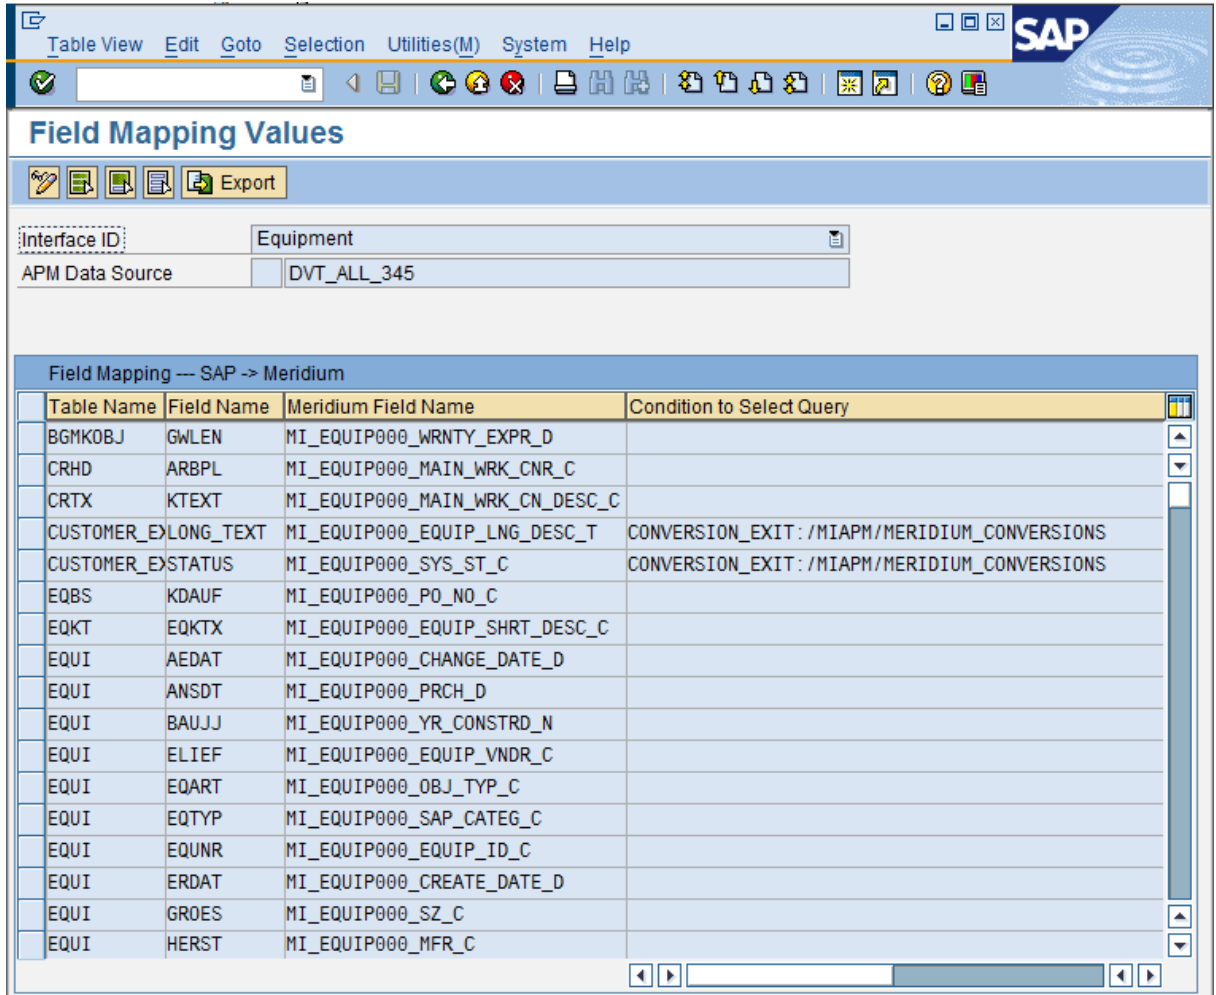 Table View Edit Goto Selection Utilities(M) System Help
SAP
Field Mapping Values
Export
Interface ID: Equipment
APM Data Source DVT_ALL_345
Field Mapping --- SAP -> Meridium
Table Name Field Name Meridium Field Name Condition to Select Query
BGMKOBJ GWLEN MI_EQUIP000_WRNTY_EXPR_D
CRHD ARBPL MI_EQUIP000_MAIN_WRK_CNR_C
CRTX KTEXT MI_EQUIP000_MAIN_WRK_CN_DESC_C
CUSTOMER_EX LONG_TEXT MI_EQUIP000_EQUIP_LNG_DESC_T CONVERSION_EXIT:/MIAPM/MERIDIUM_CONVERSIONS
CUSTOMER_EX STATUS MI_EQUIP000_SYS_ST_C CONVERSION_EXIT:/MIAPM/MERIDIUM_CONVERSIONS
EQBS KDAUF MI_EQUIP000_PO_NO_C
EQKT EQKTX MI_EQUIP000_EQUIP_SHRT_DESC_C
EQUI AEDAT MI_EQUIP000_CHANGE_DATE_D
EQUI ANSDT MI_EQUIP000_PRCH_D
EQUI BAUJJ MI_EQUIP000_YR_CONSTRD_N
EQUI ELIEF MI_EQUIP000_EQUIP_VNDR_C
EQUI EQART MI_EQUIP000_OBJ_TYP_C
EQUI EQTYP MI_EQUIP000_SAP_CATEG_C
EQUI EQUNR MI_EQUIP000_EQUIP_ID_C
EQUI ERDAT MI_EQUIP000_CREATE_DATE_D
EQUI GROES MI_EQUIP000_SZ_C
EQUI HERST MI_EQUIP000_MFR_C